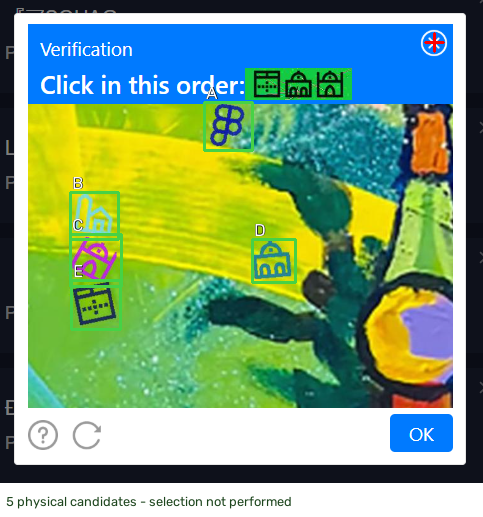 Verification
Click in this order:
A
B
C
D
E
OK
5 physical candidates - selection not performed